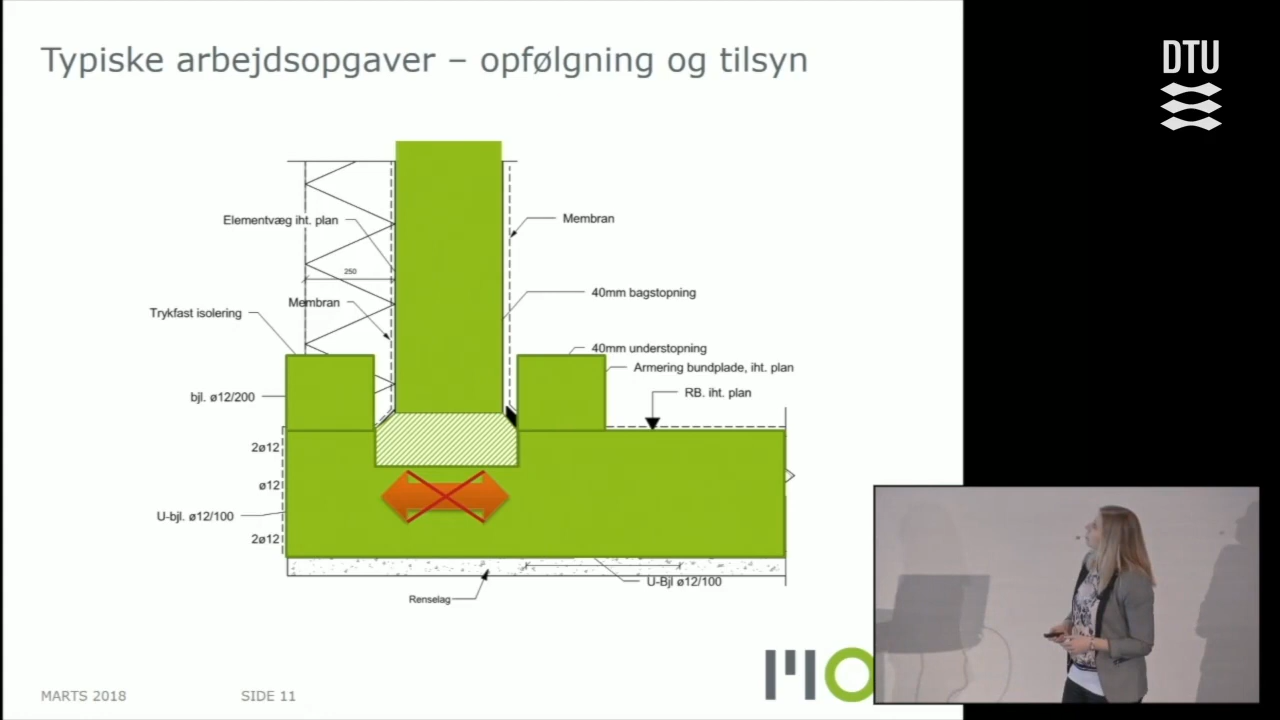 Typiske arbejdsopgaver – opfølgning og tilsyn
DTU
Elementvæg iht. plan
Membran
250
40mm bagstopning
Membran
Trykfast isolering
40mm understopning
Armering bundplade, iht. plan
bjl. ø12/200
RB. iht. plan
2ø12
ø12
U-bjl. ø12/100
2ø12
U-Bjl ø12/100
Renselag
MO
MARTS 2018
SIDE 11